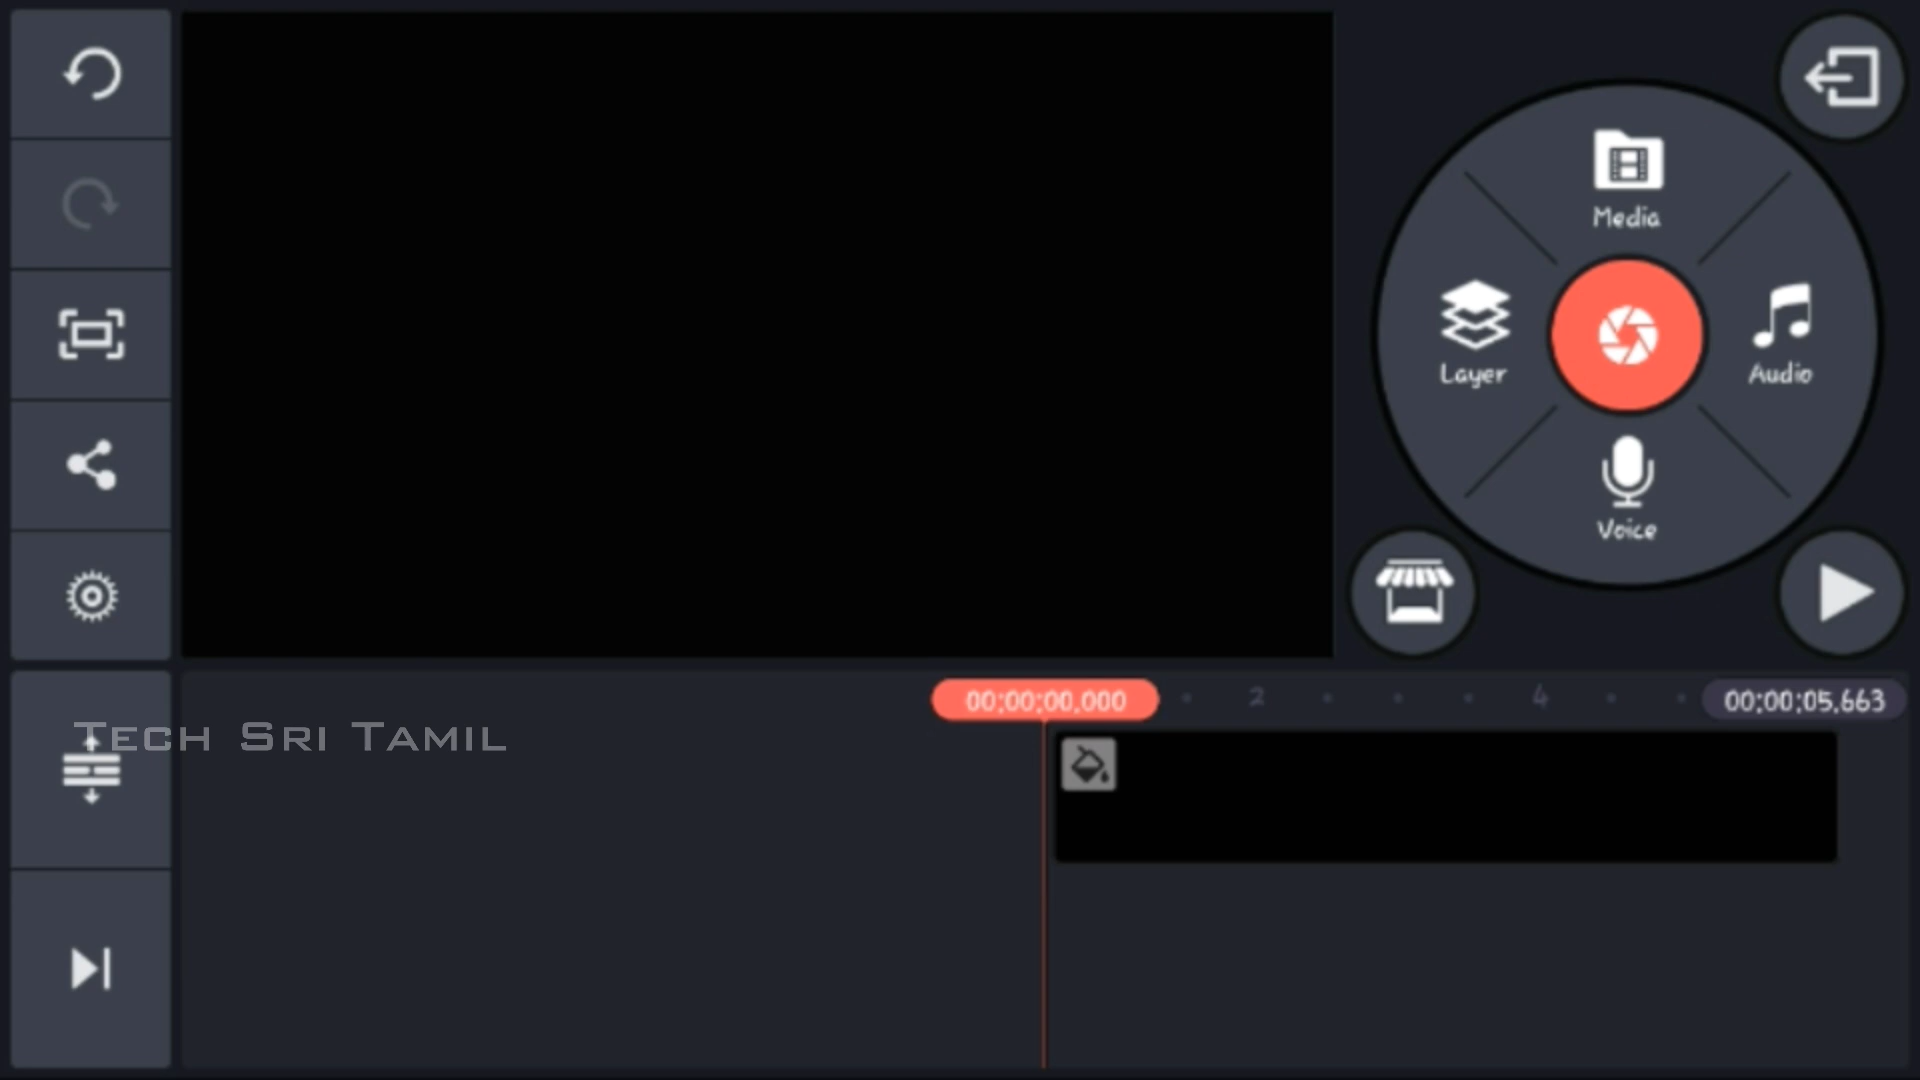 Media
Layer
Audio
Voice
00:00:00.000
2
4
00:00:05.663
TECH SRI TAMIL